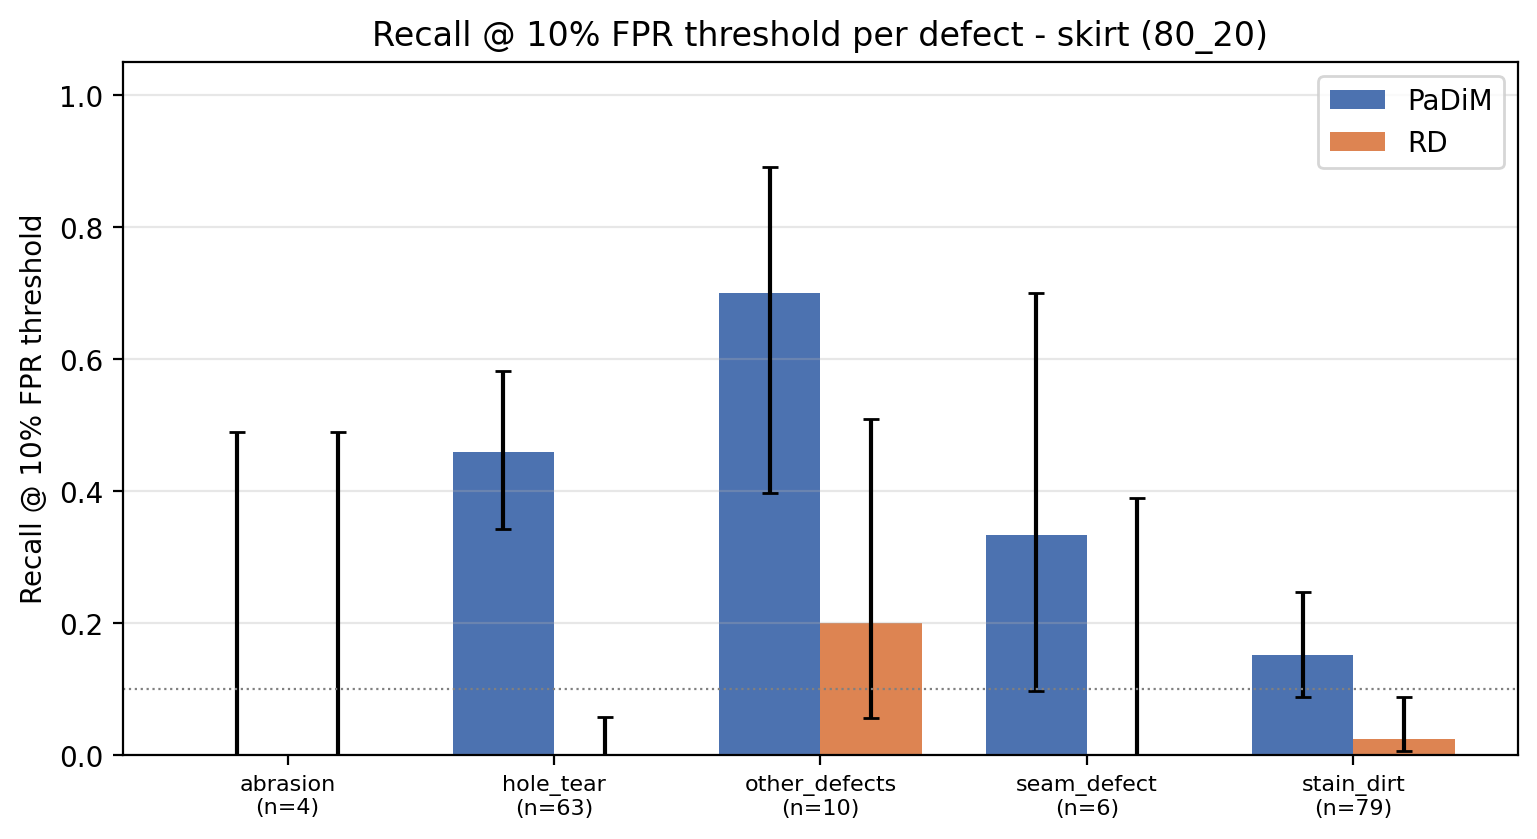 Recall @ 10% FPR threshold per defect - skirt (80_20)
PaDiM
RD
Recall @ 10% FPR threshold
1.0
0.8
0.6
0.4
0.2
0.0
abrasion
(n=4)
hole_tear
(n=63)
other_defects
(n=10)
seam_defect
(n=6)
stain_dirt
(n=79)